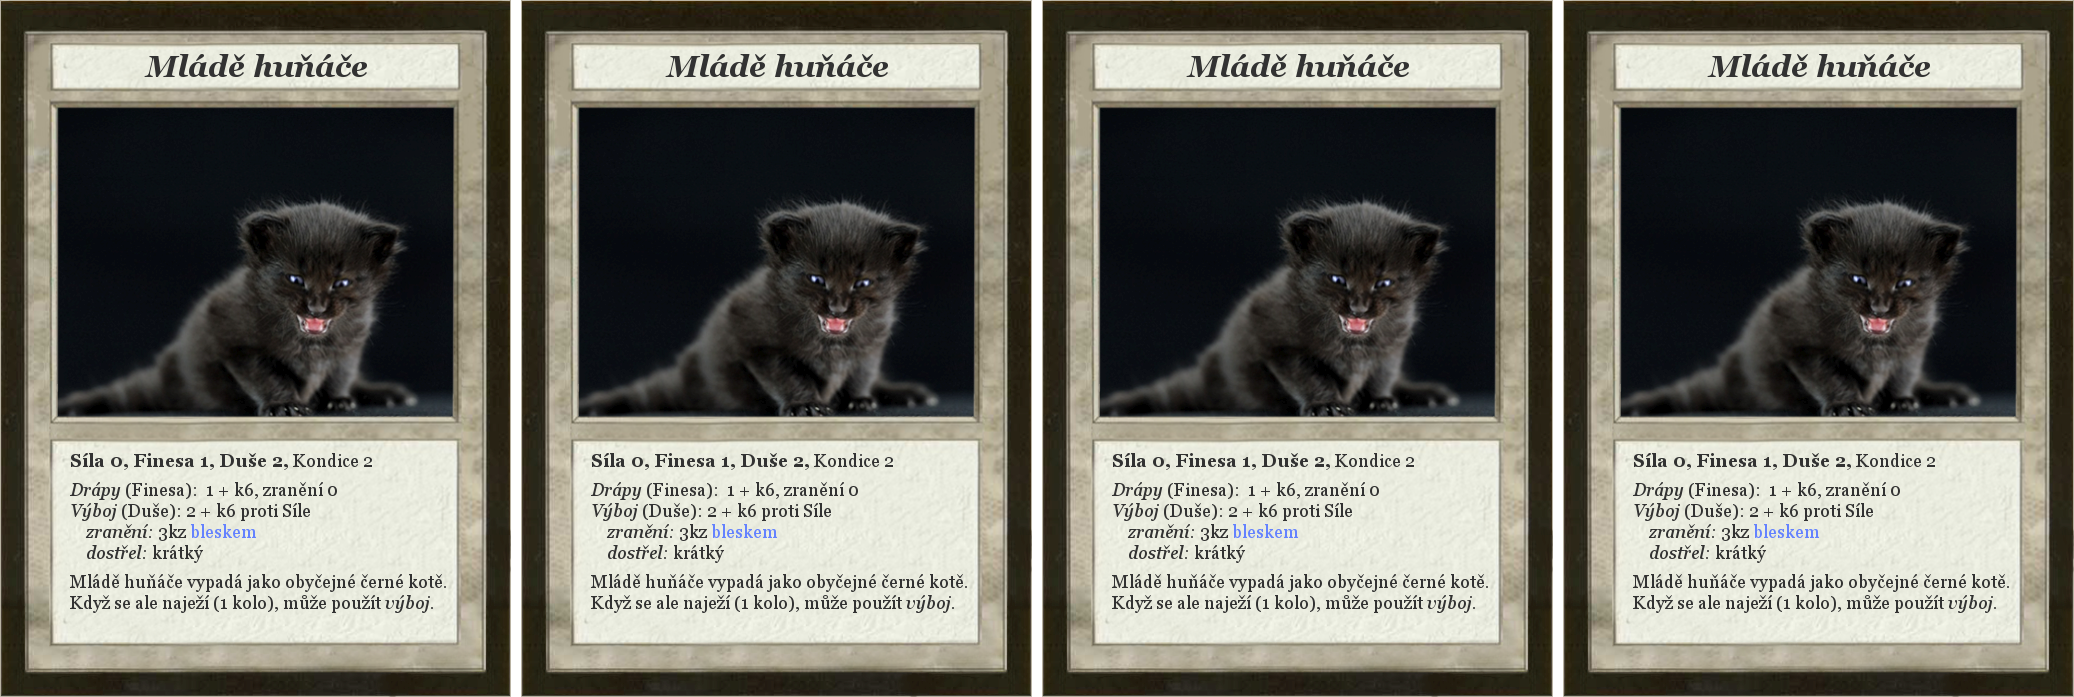 Mládě huňáče
Síla 0, Finesa 1, Duše 2, Kondice 2
Drápy (Finesa): 1 + k6, zranění 0
Výboj (Duše): 2 + k6 proti Síle
zranění: 3kz bleskem
dostřel: krátký
Mládě huňáče vypadá jako obyčejné černé kotě.
Když se ale naježí (1 kolo), může použít výboj.
Mládě huňáče
Síla 0, Finesa 1, Duše 2, Kondice 2
Drápy (Finesa): 1 + k6, zranění 0
Výboj (Duše): 2 + k6 proti Síle
zranění: 3kz bleskem
dostřel: krátký
Mládě huňáče vypadá jako obyčejné černé kotě.
Když se ale naježí (1 kolo), může použít výboj.
Mládě huňáče
Síla 0, Finesa 1, Duše 2, Kondice 2
Drápy (Finesa): 1 + k6, zranění 0
Výboj (Duše): 2 + k6 proti Síle
zranění: 3kz bleskem
dostřel: krátký
Mládě huňáče vypadá jako obyčejné černé kotě.
Když se ale naježí (1 kolo), může použít výboj.
Mládě huňáče
Síla 0, Finesa 1, Duše 2, Kondice 2
Drápy (Finesa): 1 + k6, zranění 0
Výboj (Duše): 2 + k6 proti Síle
zranění: 3kz bleskem
dostřel: krátký
Mládě huňáče vypadá jako obyčejné černé kotě.
Když se ale naježí (1 kolo), může použít výboj.